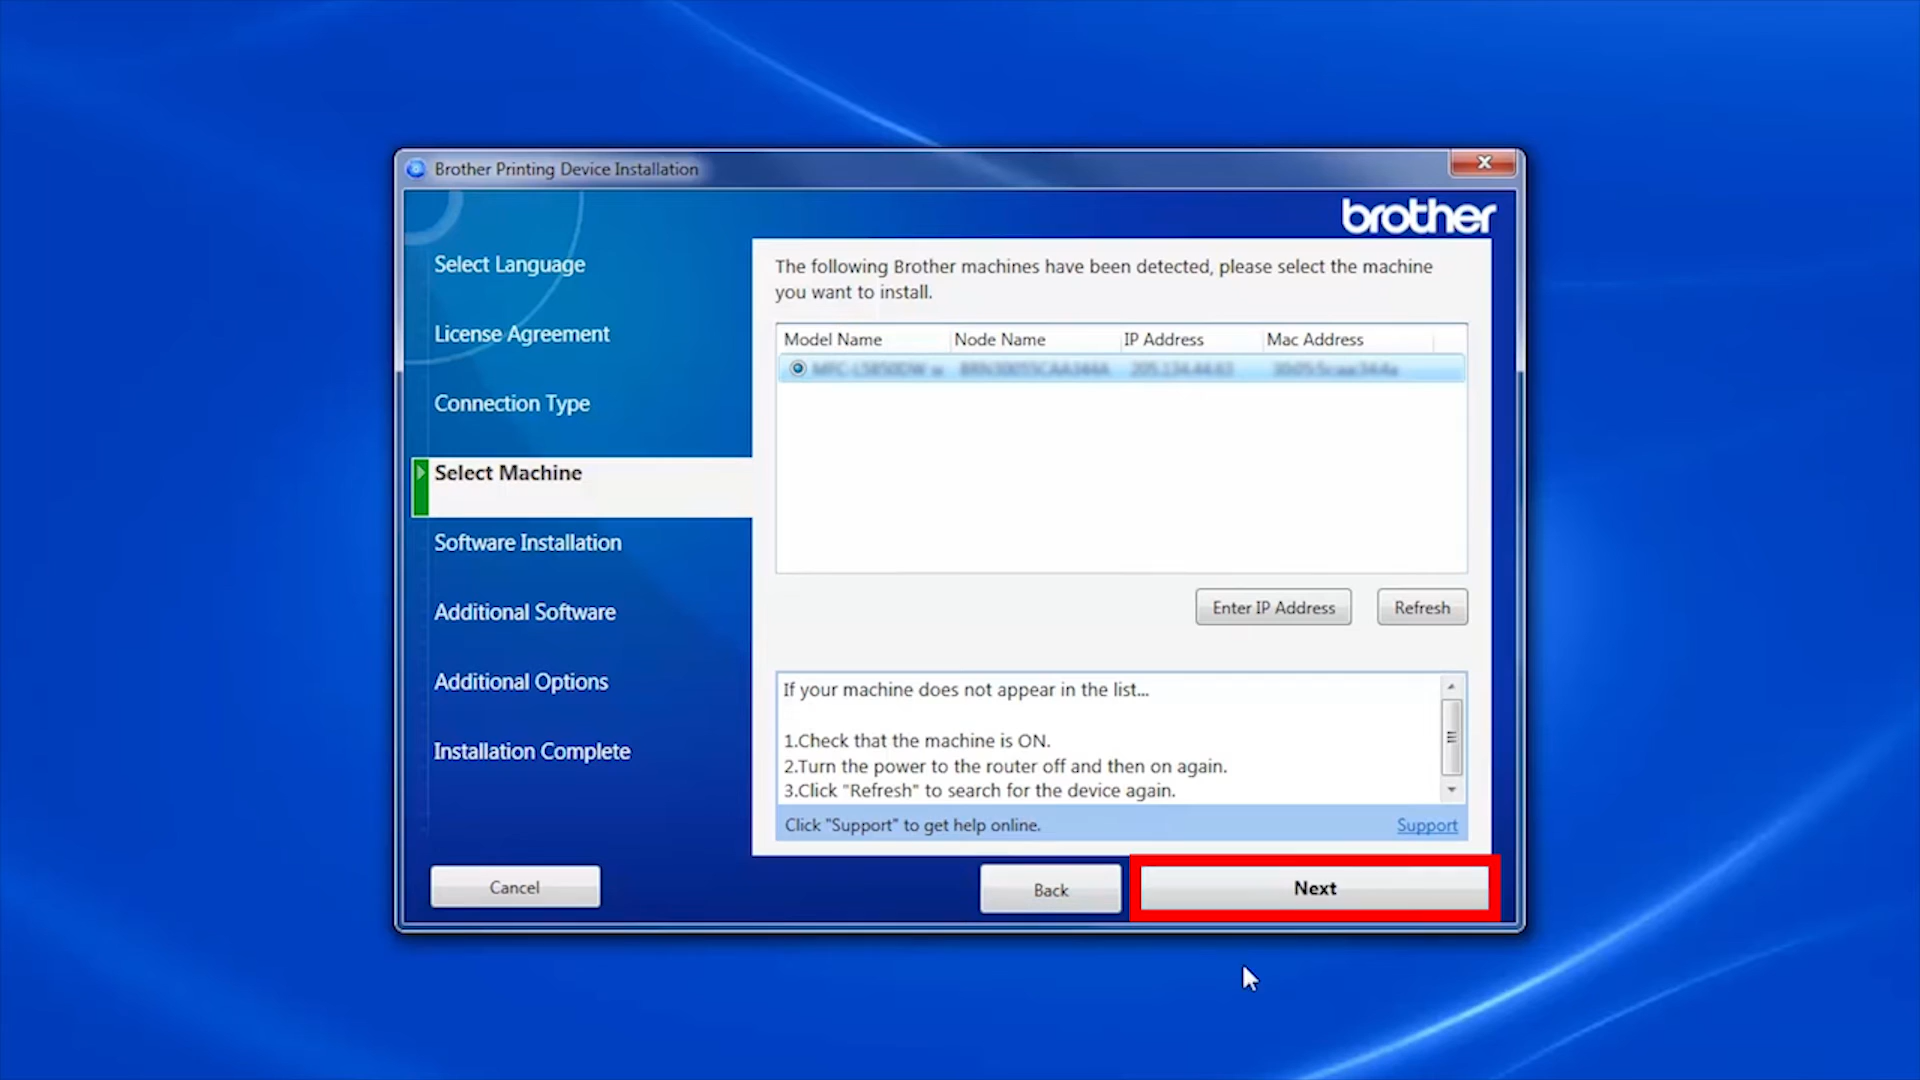 Brother Printing Device Installation
brother
Select Language
License Agreement
Connection Type
Select Machine
Software Installation
Additional Software
Additional Options
Installation Complete
The following Brother machines have been detected, please select the machine
you want to install.
Model Name Node Name IP Address Mac Address
Enter IP Address Refresh
If your machine does not appear in the list...
1.Check that the machine is ON.
2.Turn the power to the router off and then on again.
3.Click "Refresh" to search for the device again.
Click "Support" to get help online. Support
Cancel Back Next